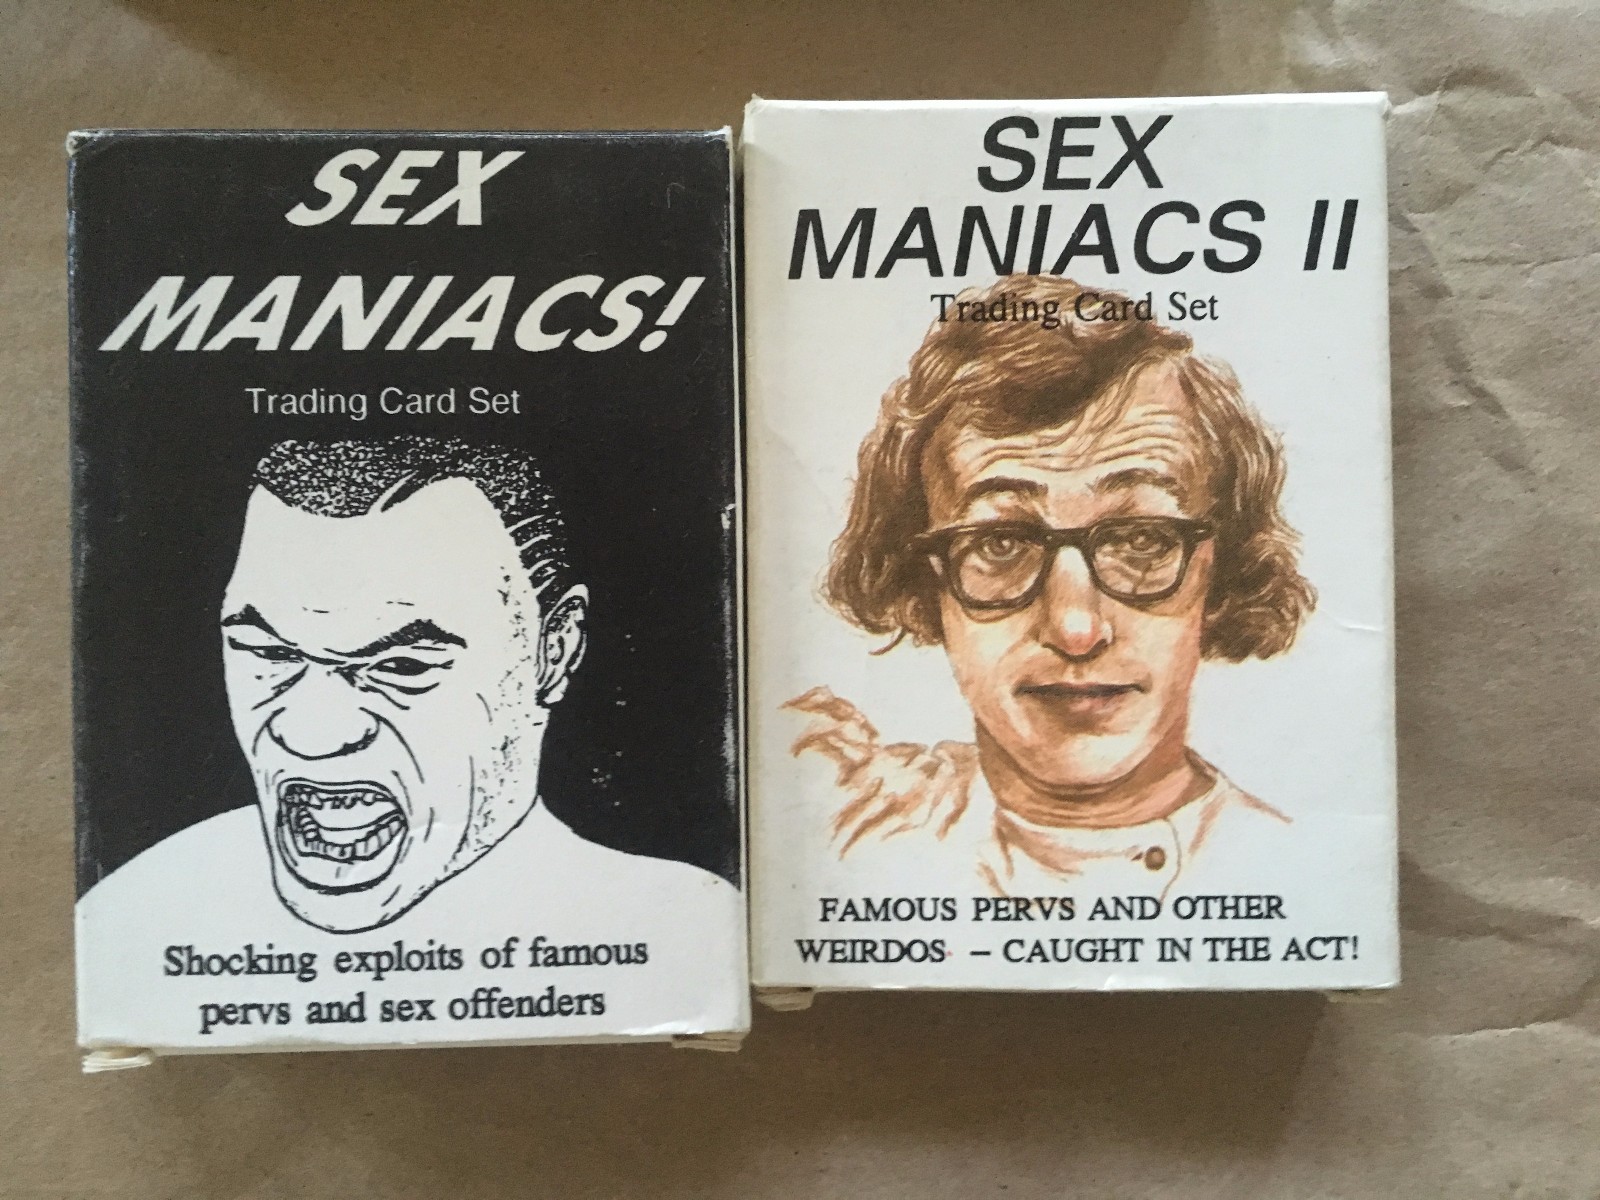 SEX
MANIACS!
Trading Card Set
Shocking exploits of famous
pervs and sex offenders
SEX
MANIACS II
Trading Card Set
FAMOUS PERVS AND OTHER
WEIRDOS – CAUGHT IN THE ACT!